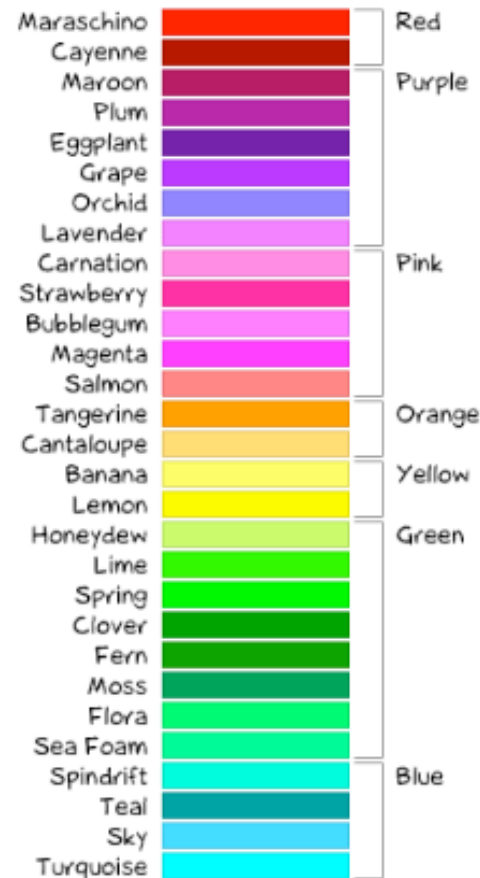 Maraschino Red
Cayenne
Maroon Purple
Plum
Eggplant
Grape
Orchid
Lavender
Carnation Pink
Strawberry
Bubblegum
Magenta
Salmon
Tangerine Orange
Cantaloupe
Banana Yellow
Lemon
Honeydew Green
Lime
Spring
Clover
Fern
Moss
Flora
Sea Foam
Spindrift Blue
Teal
Sky
Turquoise